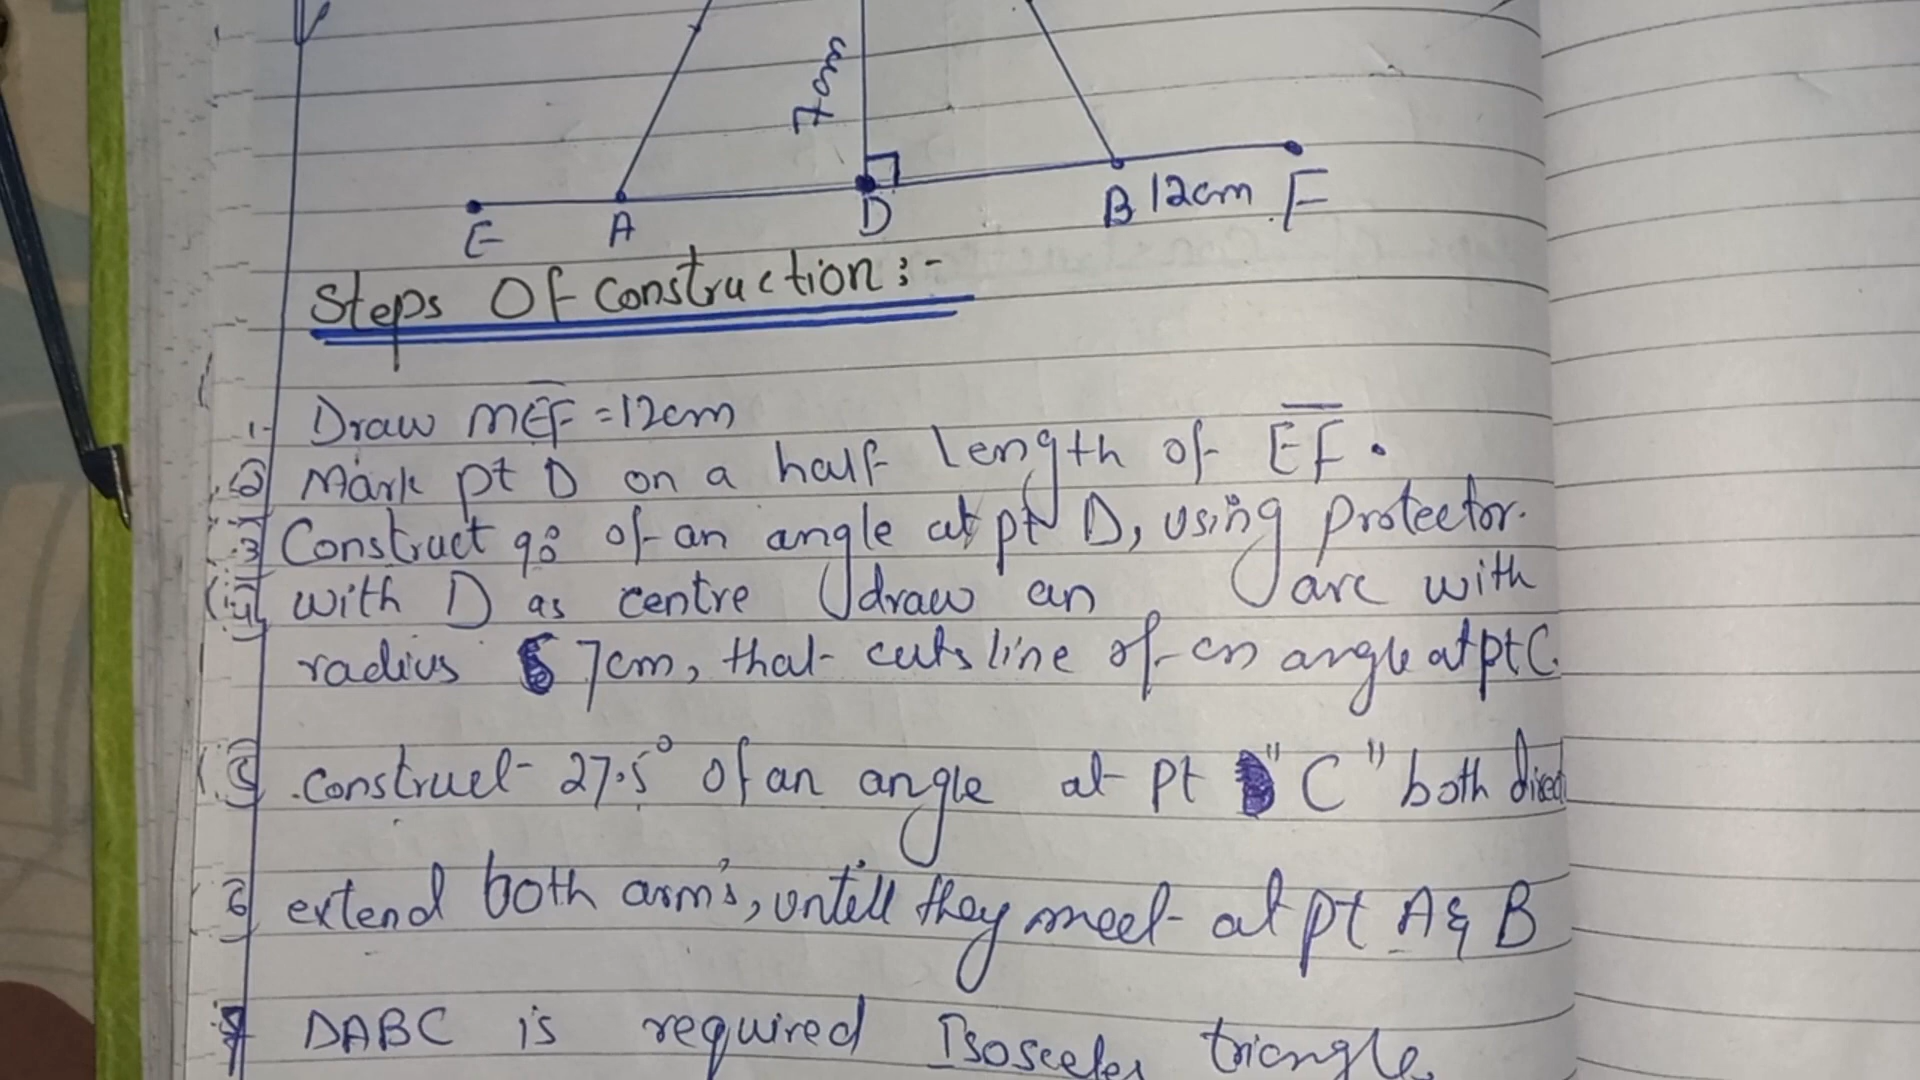 7cm
E A D B 12cm F
Steps Of construction :-
1- Draw mEF = 12cm
2 Mark pt D on a half length of EF.
3 Construct 90° of an angle at pt D, using protector.
4 with D as centre draw an arc with
radius 7cm, that cuts line of an angle at pt C.
5 construct 27.5° of an angle at pt "C" both direct
6 extend both arm's, untill they meet at pt A & B
7 DABC is required Isosceles triangle.